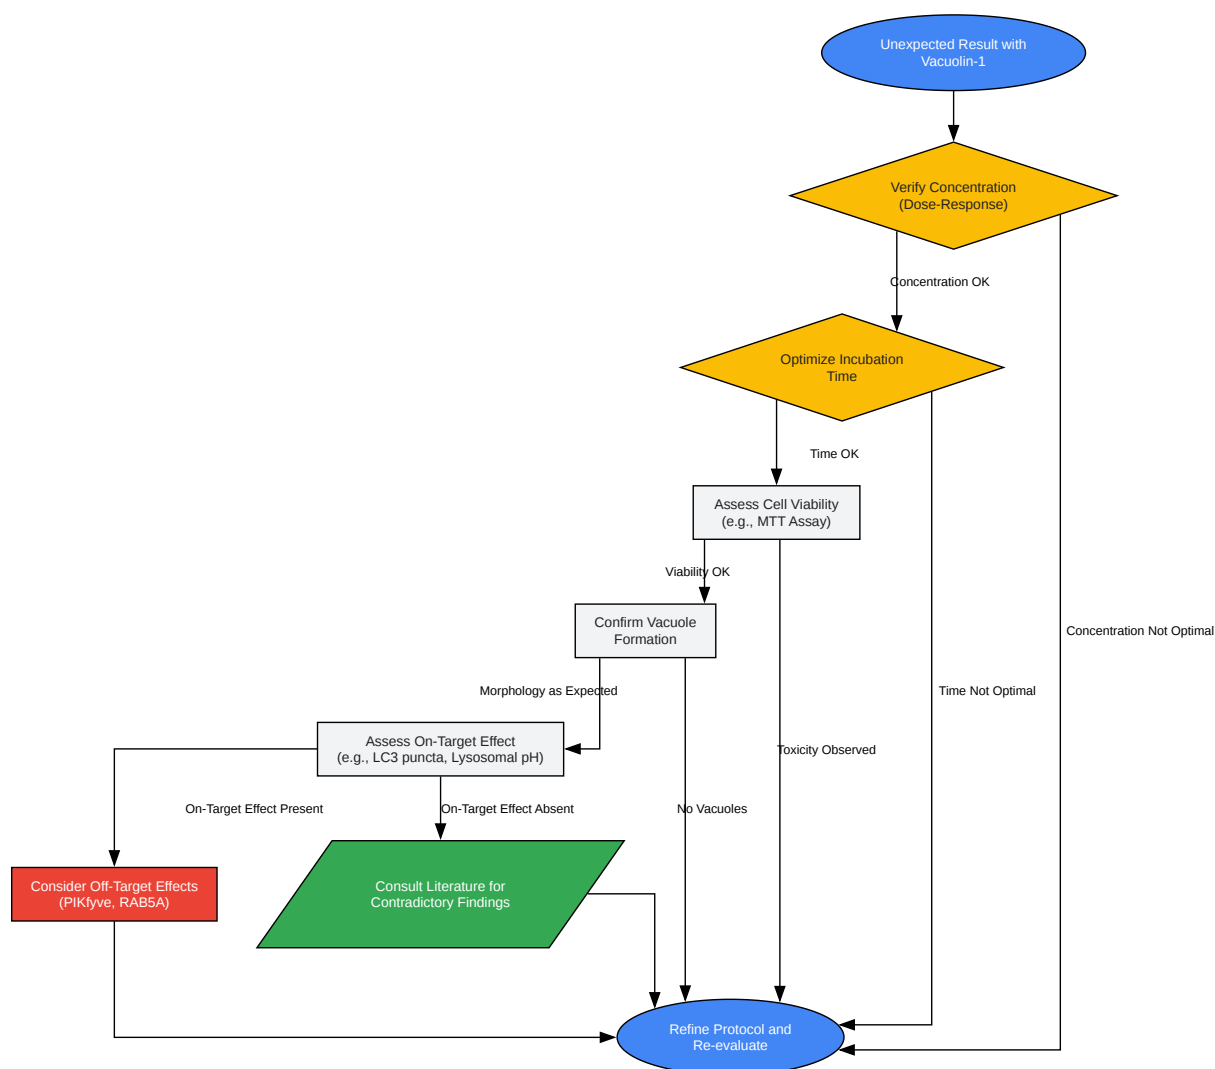 Unexpected Result with
Vacuolin-1
Verify Concentration
(Dose-Response)
Concentration OK
Optimize Incubation
Time
Time OK
Assess Cell Viability
(e.g., MTT Assay)
Viability OK
Confirm Vacuole
Formation
Concentration Not Optimal
Morphology as Expected
Time Not Optimal
Assess On-Target Effect
(e.g., LC3 puncta, Lysosomal pH)
Toxicity Observed
On-Target Effect Present
On-Target Effect Absent
No Vacuoles
Consider Off-Target Effects
(PIKfyve, RAB5A)
Consult Literature for
Contradictory Findings
Refine Protocol and
Re-evaluate